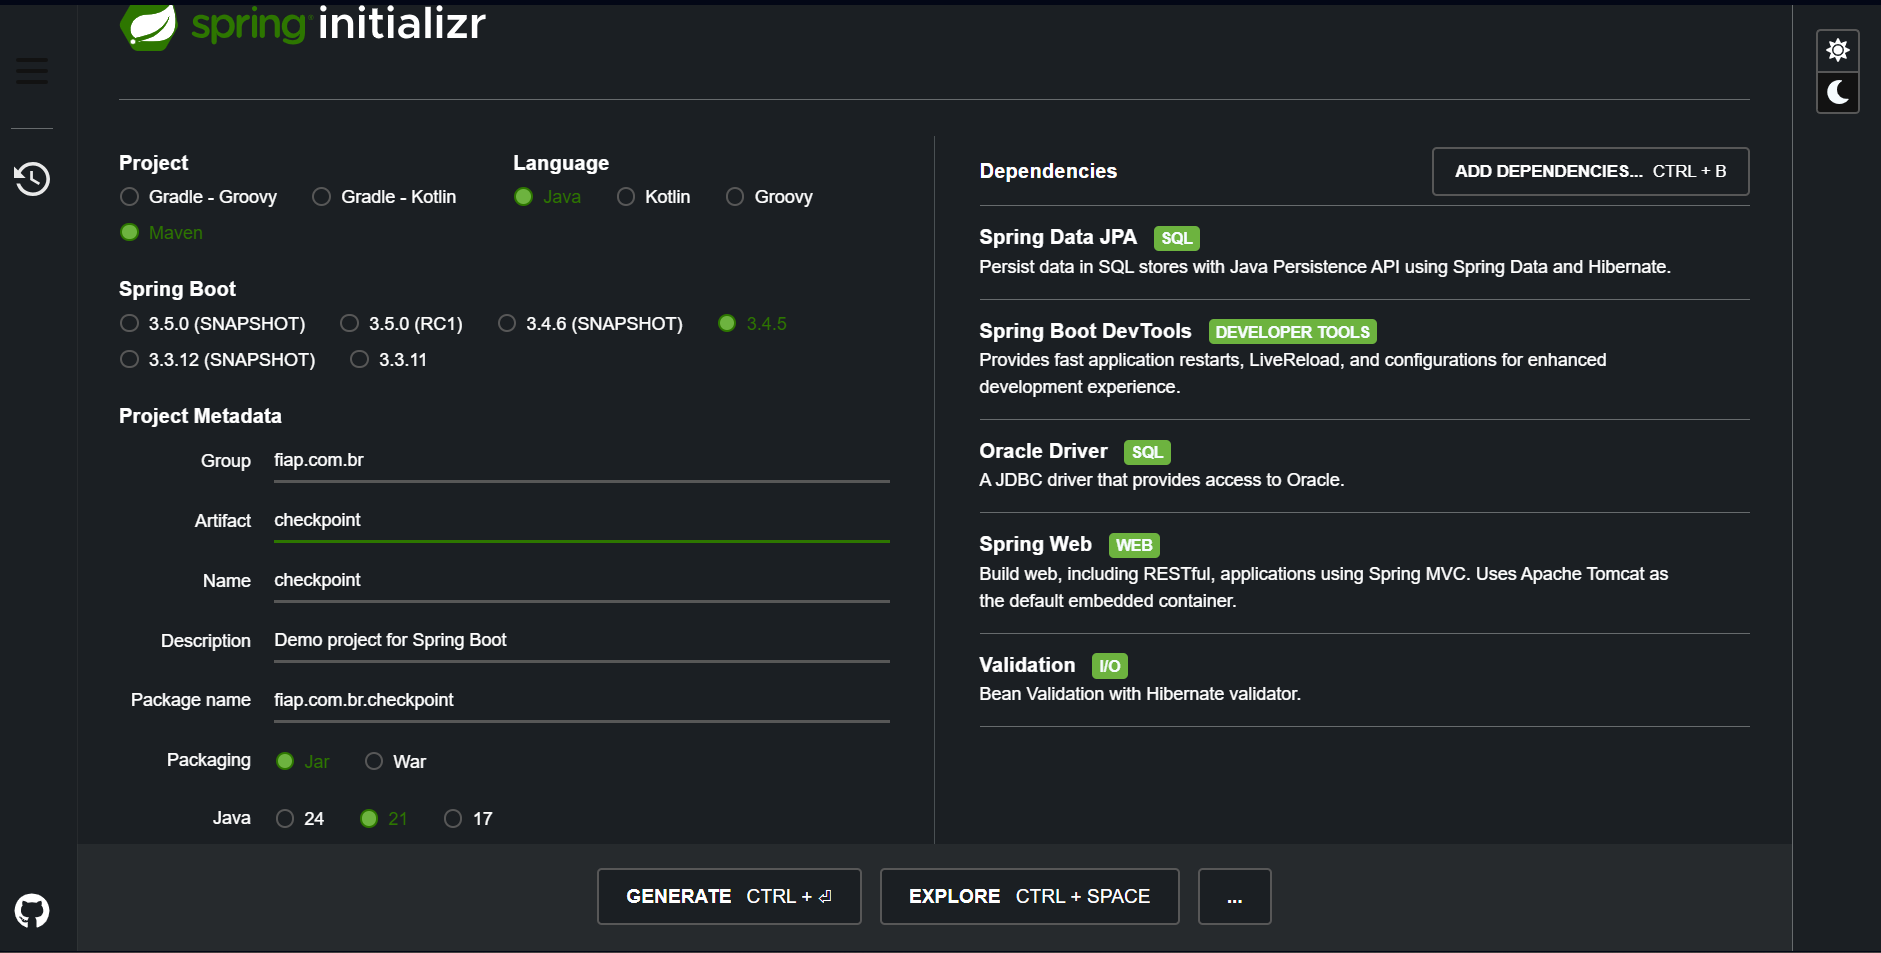 spring initializr
Project
Gradle - Groovy Gradle - Kotlin
Maven
Language
Java Kotlin Groovy
Spring Boot
3.5.0 (SNAPSHOT) 3.5.0 (RC1) 3.4.6 (SNAPSHOT) 3.4.5
3.3.12 (SNAPSHOT) 3.3.11
Project Metadata
Group fiap.com.br
Artifact checkpoint
Name checkpoint
Description Demo project for Spring Boot
Package name fiap.com.br.checkpoint
Packaging Jar War
Java 24 21 17
Dependencies ADD DEPENDENCIES... CTRL + B
Spring Data JPA SQL
Persist data in SQL stores with Java Persistence API using Spring Data and Hibernate.
Spring Boot DevTools DEVELOPER TOOLS
Provides fast application restarts, LiveReload, and configurations for enhanced
development experience.
Oracle Driver SQL
A JDBC driver that provides access to Oracle.
Spring Web WEB
Build web, including RESTful, applications using Spring MVC. Uses Apache Tomcat as
the default embedded container.
Validation I/O
Bean Validation with Hibernate validator.
GENERATE CTRL + ⏎ EXPLORE CTRL + SPACE ...